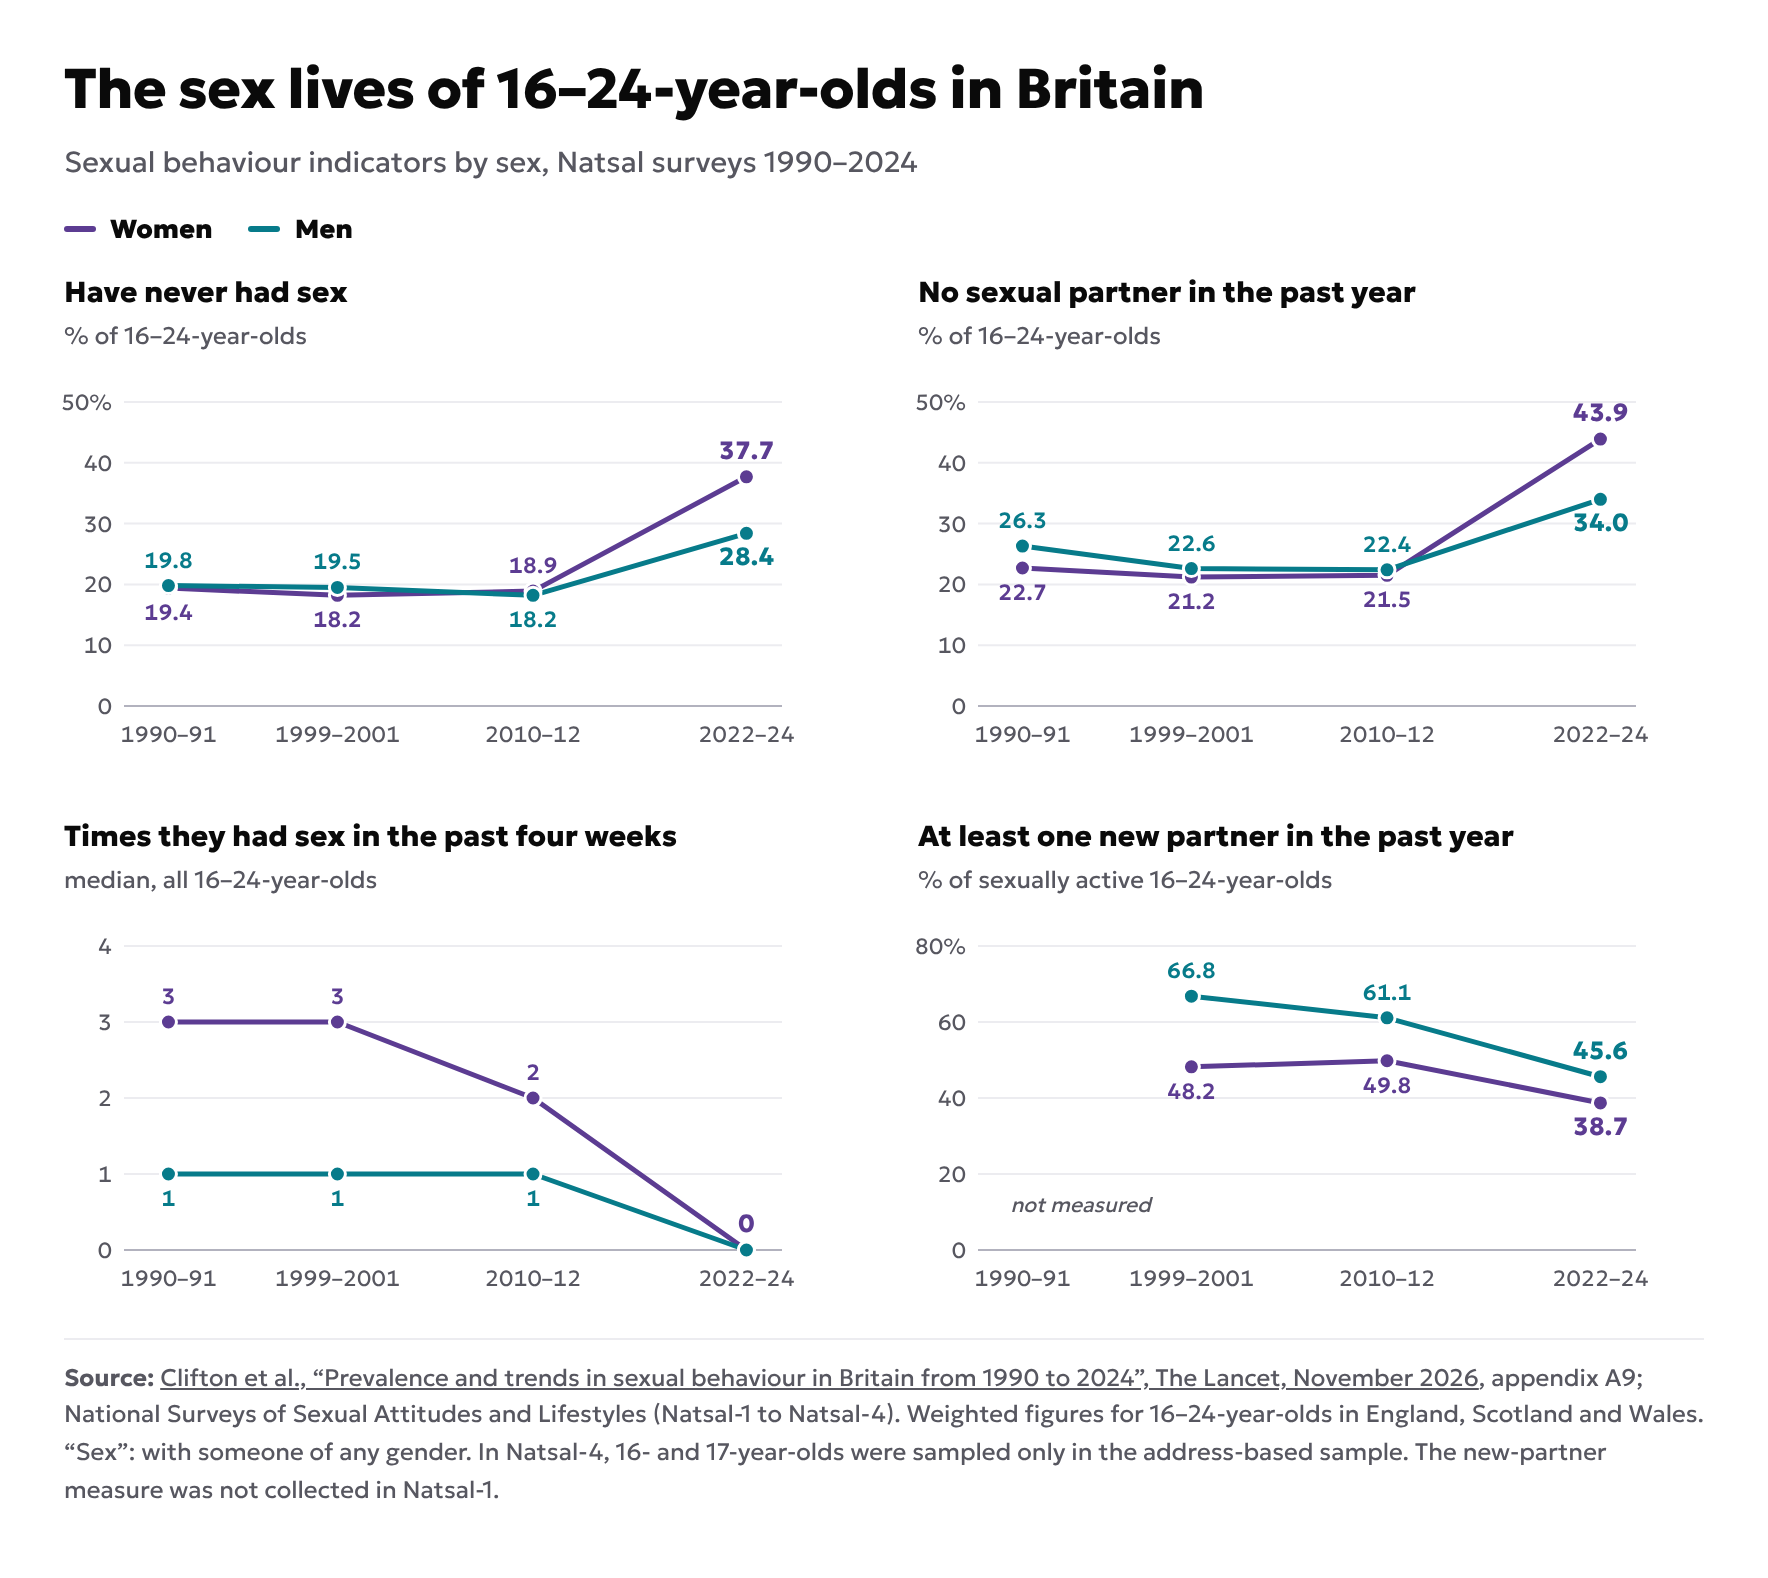 The sex lives of 16–24-year-olds in Britain
Sexual behaviour indicators by sex, Natsal surveys 1990–2024
Women Men
Have never had sex
% of 16–24-year-olds
50%
40
30
20
10
0
37.7
28.4
19.8
19.5
18.9
19.4
18.2
18.2
1990–91 1999–2001 2010–12 2022–24
No sexual partner in the past year
% of 16–24-year-olds
50%
40
30
20
10
0
43.9
34.0
26.3
22.6
22.4
22.7
21.2
21.5
1990–91 1999–2001 2010–12 2022–24
Times they had sex in the past four weeks
median, all 16–24-year-olds
4
3
2
1
0
3
3
2
1
1
1
0
1990–91 1999–2001 2010–12 2022–24
At least one new partner in the past year
% of sexually active 16–24-year-olds
80%
60
40
20
0
66.8
61.1
45.6
48.2
49.8
38.7
not measured
1990–91 1999–2001 2010–12 2022–24
Source: Clifton et al., “Prevalence and trends in sexual behaviour in Britain from 1990 to 2024”, The Lancet, November 2026, appendix A9;
National Surveys of Sexual Attitudes and Lifestyles (Natsal-1 to Natsal-4). Weighted figures for 16–24-year-olds in England, Scotland and Wales.
“Sex”: with someone of any gender. In Natsal-4, 16- and 17-year-olds were sampled only in the address-based sample. The new-partner
measure was not collected in Natsal-1.